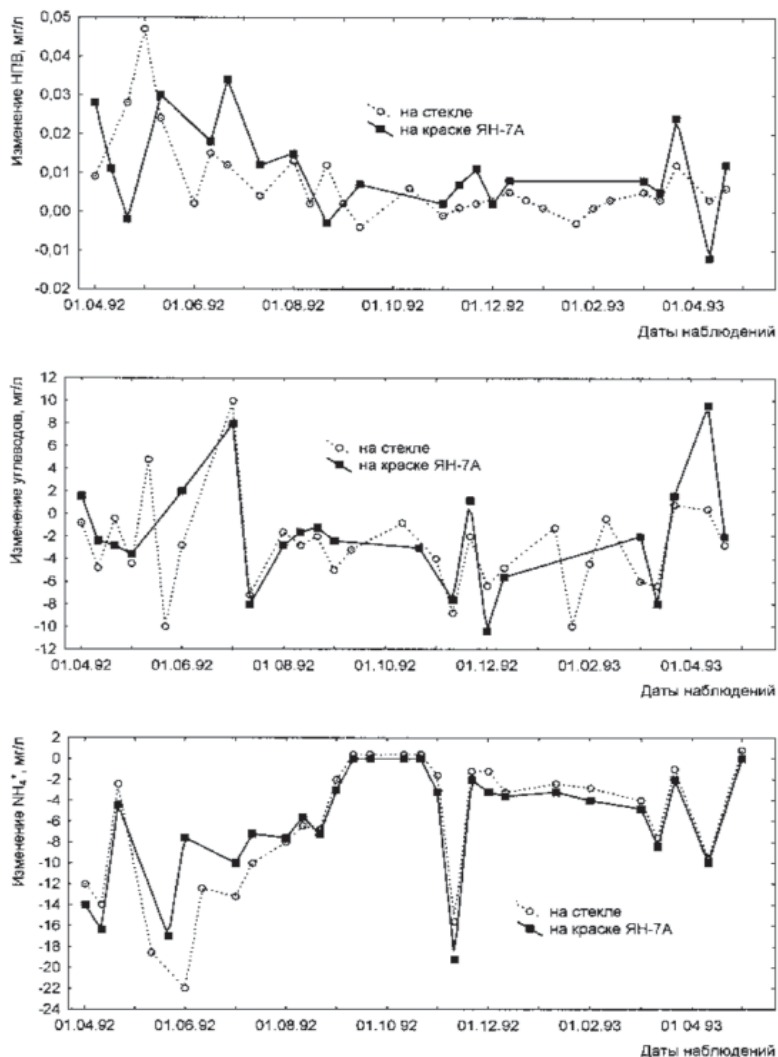 Изменение НПВ, мг/л
0,05
0,04
0,03
0,02
0,01
0,00
-0,01
-0,02
на стекле
на краске ЯН-7А
01.04.92 01.06.92 01.08.92 01.10.92 01.12.92 01.02.93 01.04.93
Даты наблюдений
Изменение углеводов, мг/л
12
10
8
6
4
2
0
-2
-4
-6
-8
-10
-12
на стекле
на краске ЯН-7А
01.04.92 01.06.92 01.08.92 01.10.92 01.12.92 01.02.93 01.04.93
Даты наблюдений
Изменение NH₄⁺, мг/л
2
0
-2
-4
-6
-8
-10
-12
-14
-16
-18
-20
-22
-24
на стекле
на краске ЯН-7А
01.04.92 01.06.92 01.08.92 01.10.92 01.12.92 01.02.93 01.04.93
Даты наблюдений